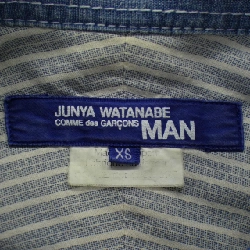 JUNYA WATANABE
COMME des GARÇONS MAN
XS